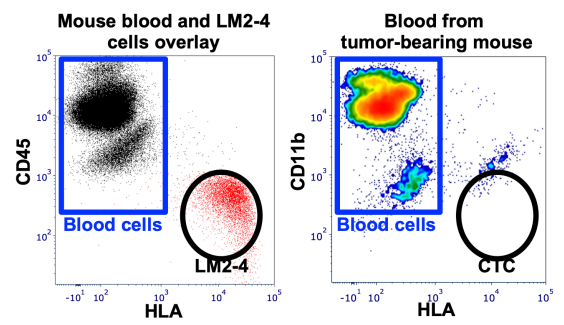 Mouse blood and LM2-4
cells overlay
CD45
10^5
10^4
10^3
10^2
Blood cells
LM2-4
-10^1 10^2 10^3 10^4 10^5
HLA
Blood from
tumor-bearing mouse
CD11b
10^5
10^4
10^3
10^2
Blood cells
CTC
-10^1 10^2 10^3 10^4 10^5
HLA